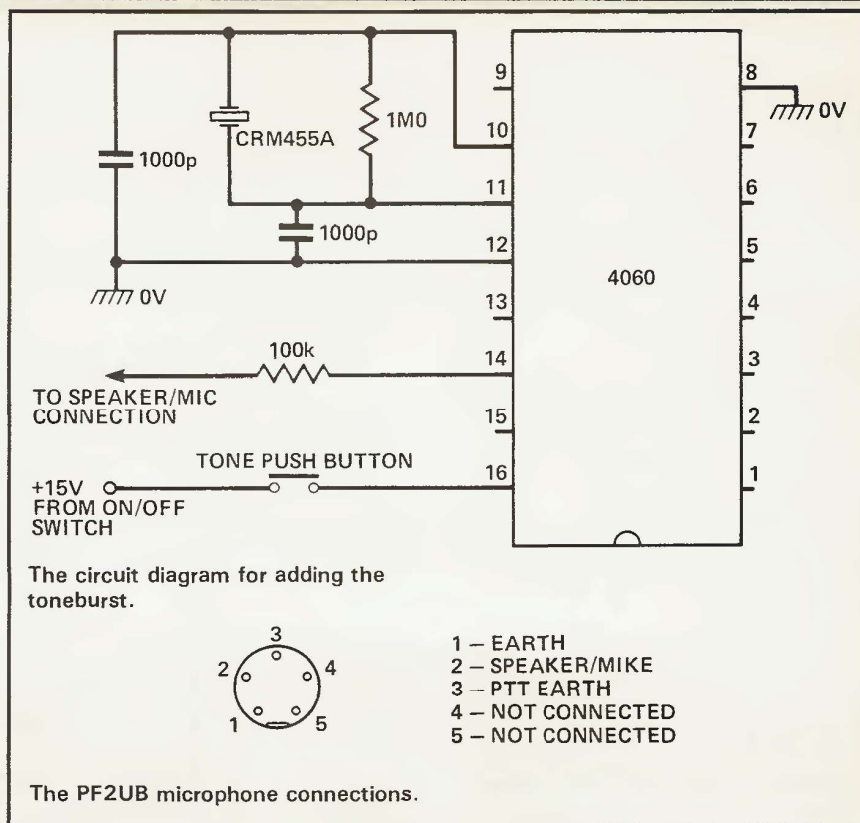 9
8
0V
10
7
CRM455A
1M0
1000p
11
6
1000p
12
5
4060
0V
13
4
100k
14
3
TO SPEAKER/MIC
CONNECTION
15
2
TONE PUSH BUTTON
16
1
+15V
FROM ON/OFF
SWITCH
The circuit diagram for adding the
toneburst.
3
2
4
1
5
1 – EARTH
2 – SPEAKER/MIKE
3 – PTT EARTH
4 – NOT CONNECTED
5 – NOT CONNECTED
The PF2UB microphone connections.